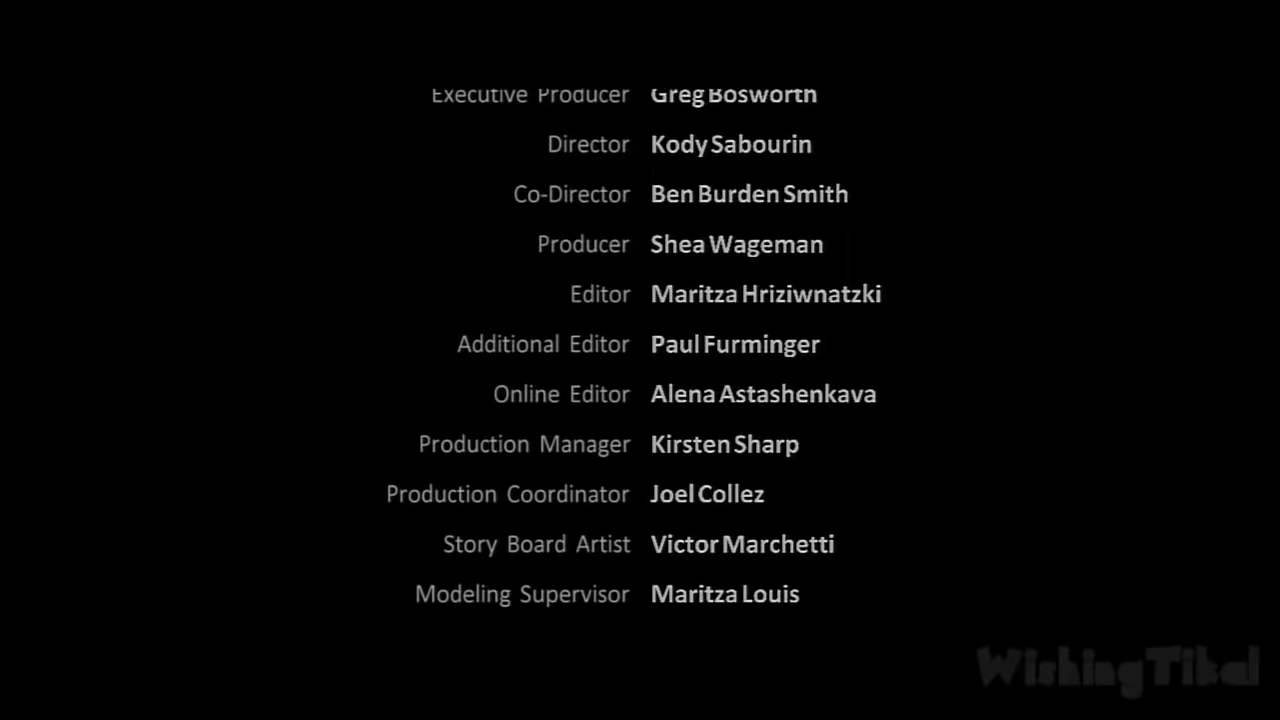 Executive Producer Greg Bosworth
Director Kody Sabourin
Co-Director Ben Burden Smith
Producer Shea Wageman
Editor Maritza Hriziwnatzki
Additional Editor Paul Furminger
Online Editor Alena Astashenkava
Production Manager Kirsten Sharp
Production Coordinator Joel Collez
Story Board Artist Victor Marchetti
Modeling Supervisor Maritza Louis
WishingTikal